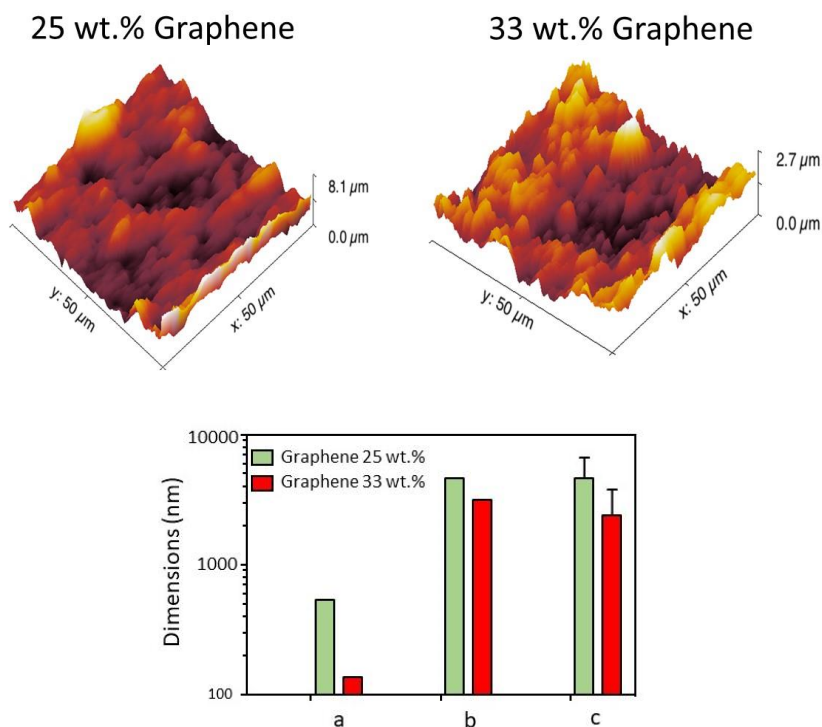 25 wt.% Graphene
33 wt.% Graphene
8.1 µm
0.0 µm
y: 50 µm
x: 50 µm
2.7 µm
0.0 µm
y: 50 µm
x: 50 µm
10000
Graphene 25 wt.%
Graphene 33 wt.%
Dimensions (nm)
1000
100
a
b
c